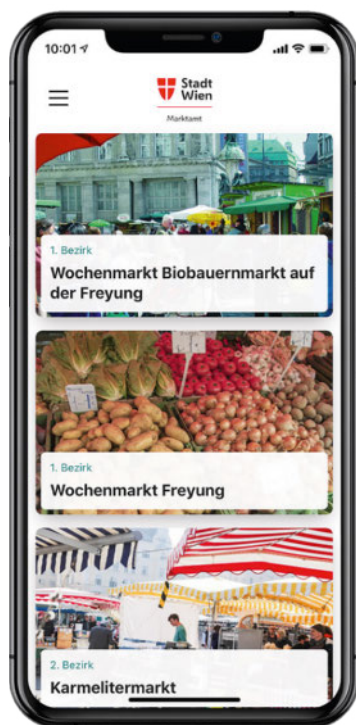 10:01
Stadt
Wien
Marktamt
1. Bezirk
Wochenmarkt Biobauernmarkt auf
der Freyung
1. Bezirk
Wochenmarkt Freyung
2. Bezirk
Karmelitermarkt